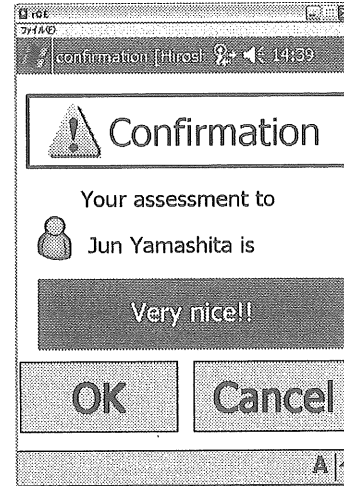 ファイル(F)
confirmation [Hirosh 14:39
Confirmation
Your assessment to
Jun Yamashita is
Very nice!!
OK
Cancel
A